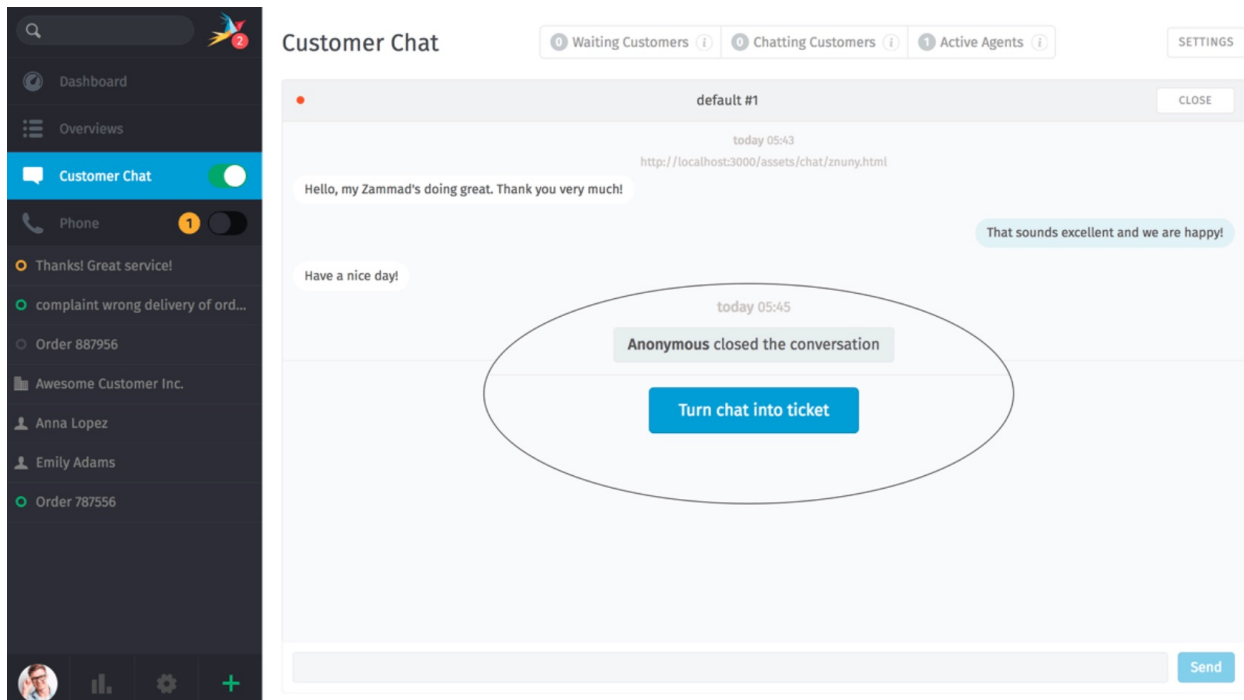 2
Dashboard
Overviews
Customer Chat
Phone 1
Thanks! Great service!
complaint wrong delivery of ord...
Order 887956
Awesome Customer Inc.
Anna Lopez
Emily Adams
Order 787556
Customer Chat
0 Waiting Customers i
0 Chatting Customers i
1 Active Agents i
SETTINGS
default #1
CLOSE
today 05:43
http://localhost:3000/assets/chat/znuny.html
Hello, my Zammad's doing great. Thank you very much!
That sounds excellent and we are happy!
Have a nice day!
today 05:45
Anonymous closed the conversation
Turn chat into ticket
Send